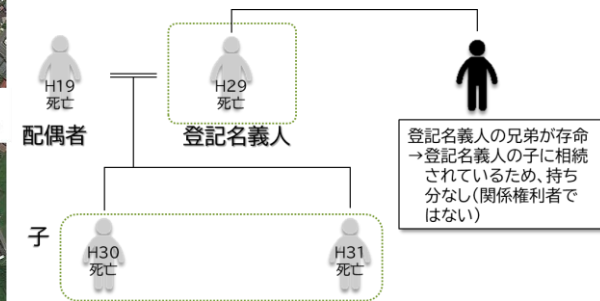 H19
死亡
H29
死亡
配偶者
登記名義人
登記名義人の兄弟が存命
→登記名義人の子に相続
されているため、持ち
分なし(関係権利者で
はない)
子
H30
死亡
H31
死亡